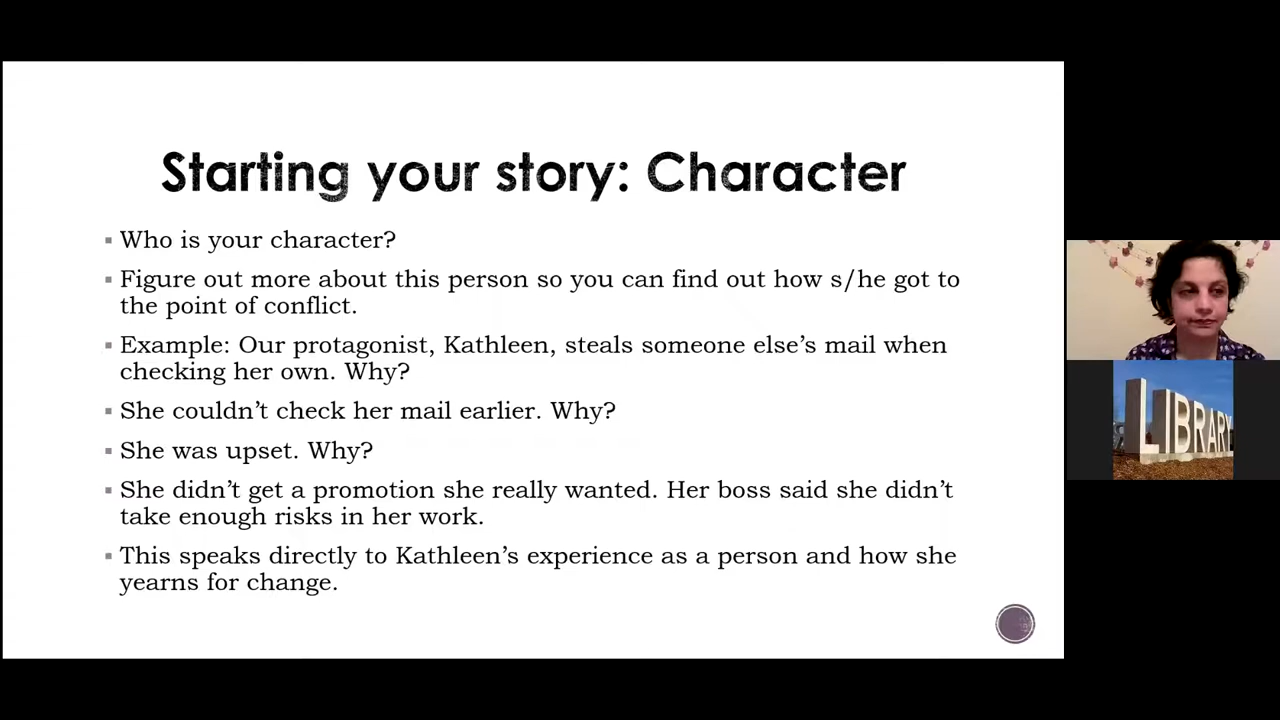 Starting your story: Character
Who is your character?
Figure out more about this person so you can find out how s/he got to
the point of conflict.
Example: Our protagonist, Kathleen, steals someone else's mail when
checking her own. Why?
She couldn't check her mail earlier. Why?
She was upset. Why?
She didn't get a promotion she really wanted. Her boss said she didn't
take enough risks in her work.
This speaks directly to Kathleen's experience as a person and how she
yearns for change.
LIBRARY